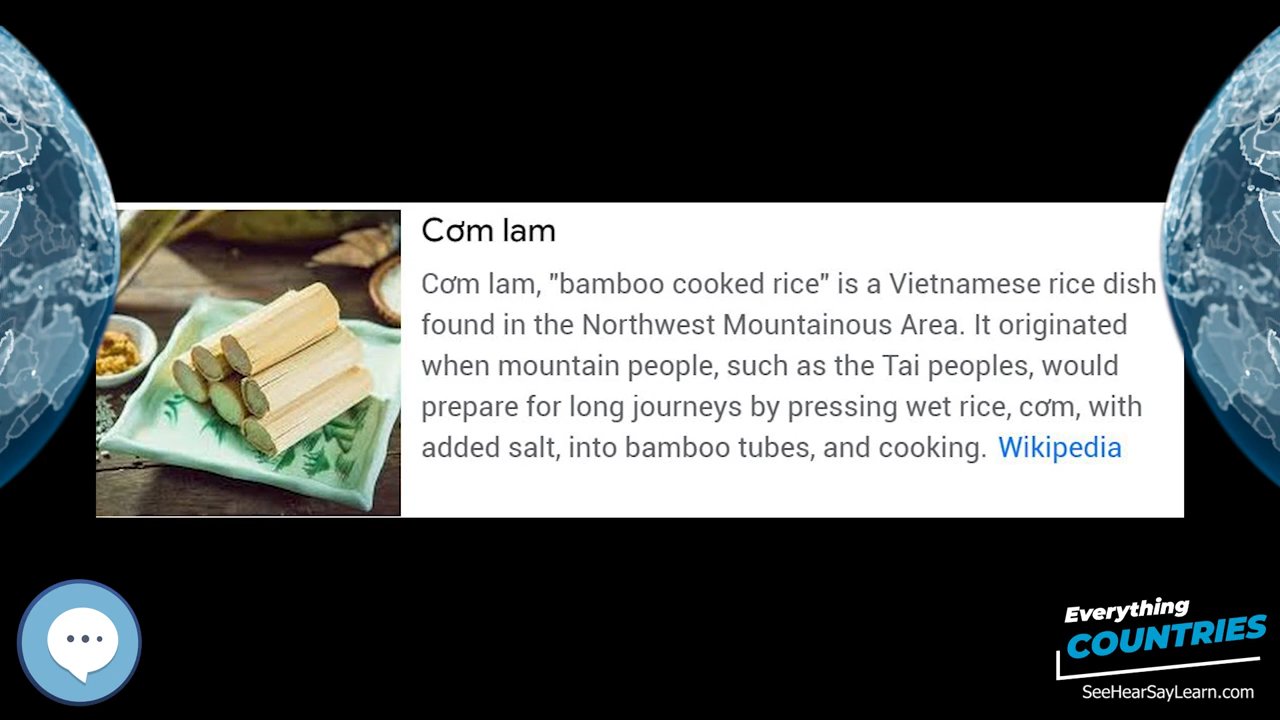 Cơm lam
Cơm lam, "bamboo cooked rice" is a Vietnamese rice dish
found in the Northwest Mountainous Area. It originated
when mountain people, such as the Tai peoples, would
prepare for long journeys by pressing wet rice, cơm, with
added salt, into bamboo tubes, and cooking. Wikipedia
Everything
COUNTRIES
SeeHearSayLearn.com